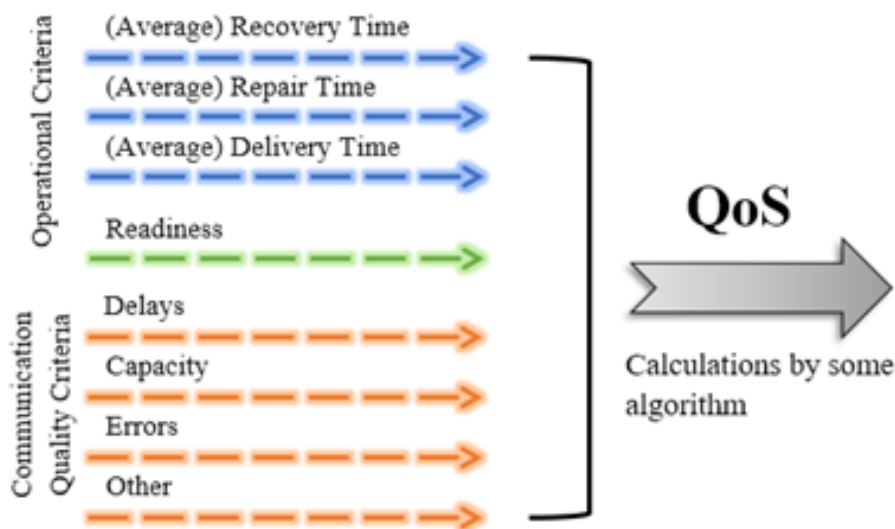 Operational Criteria
(Average) Recovery Time
(Average) Repair Time
(Average) Delivery Time
Readiness
Communication
Quality Criteria
Delays
Capacity
Errors
Other
QoS
Calculations by some
algorithm